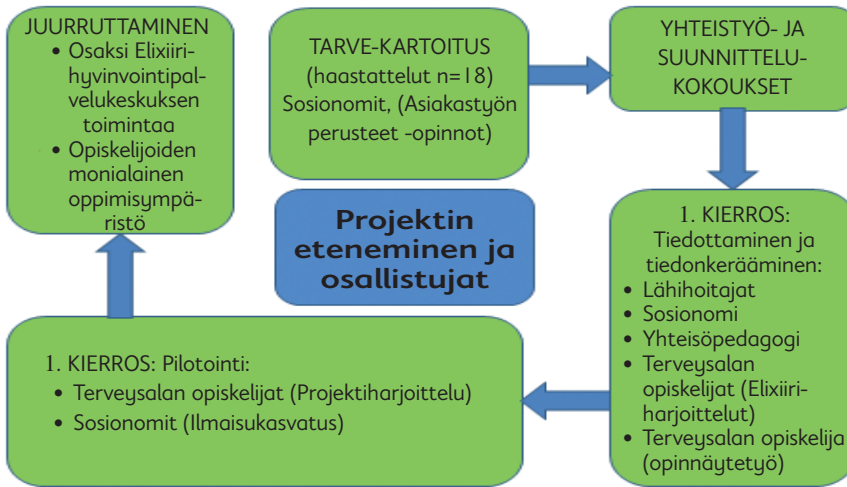 JUURRUTTAMINEN
• Osaksi Elixiiri-
hyvinvointipal-
velukeskuksen
toimintaa
• Opiskelijoiden
monialainen
oppimisympä-
ristö
TARVE-KARTOITUS
(haastattelut n=18)
Sosionomit, (Asiakastyön
perusteet -opinnot)
YHTEISTYÖ- JA
SUUNNITTELU-
KOKOUKSET
Projektin
eteneminen ja
osallistujat
1. KIERROS:
Tiedottaminen ja
tiedonkerääminen:
• Lähihoitajat
• Sosionomi
• Yhteisöpedagogi
• Terveysalan
opiskelijat (Elixiiri-
harjoittelut)
• Terveysalan opiskelija
(opinnäytetyö)
1. KIERROS: Pilotointi:
• Terveysalan opiskelijat (Projektiharjoittelu)
• Sosionomit (Ilmaisukasvatus)